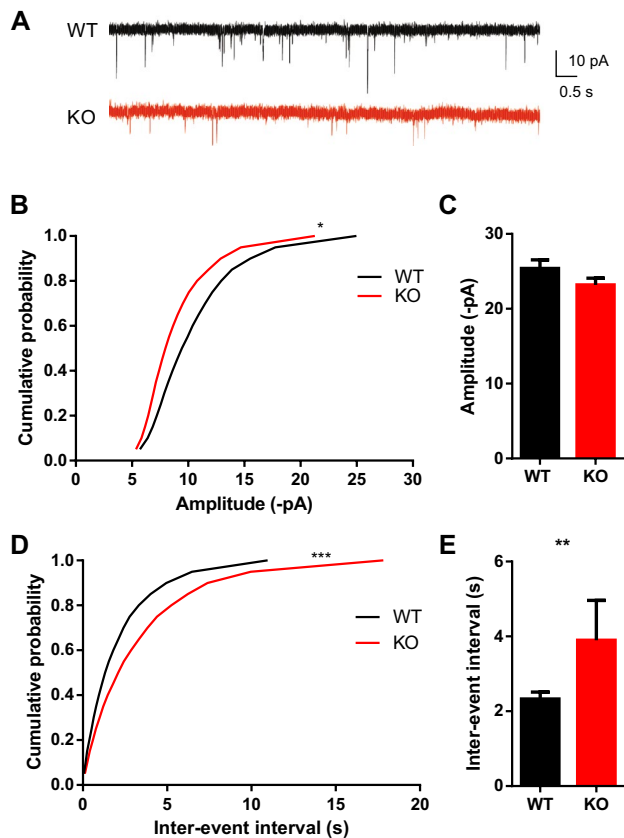 A
WT
KO
10 pA
0.5 s
B
Cumulative probability
1.0
0.8
0.6
0.4
0.2
0.0
0 5 10 15 20 25 30
Amplitude (-pA)
*
WT
KO
C
Amplitude (-pA)
30
20
10
0
WT KO
D
Cumulative probability
1.0
0.8
0.6
0.4
0.2
0.0
0 5 10 15 20
Inter-event interval (s)
***
WT
KO
E
**
Inter-event interval (s)
6
4
2
0
WT KO